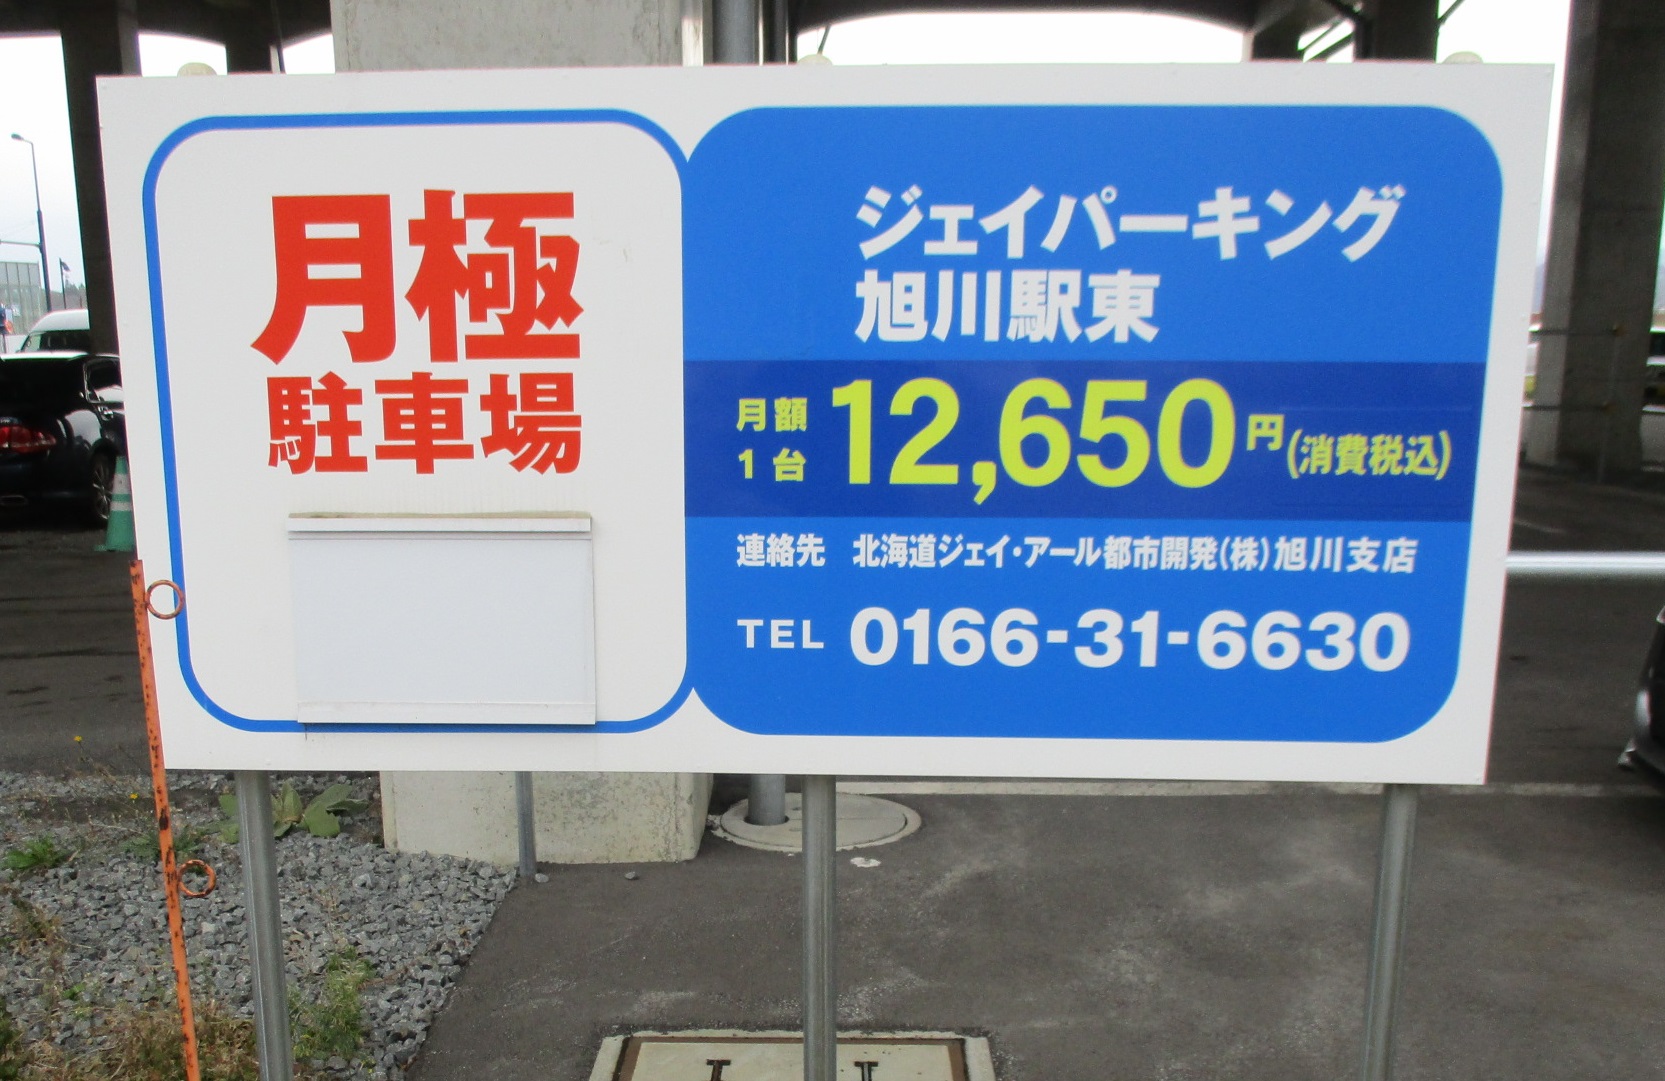 月極
駐車場
ジェイパーキング
旭川駅東
月額
1台
12,650円(消費税込)
連絡先 北海道ジェイ・アール都市開発(株)旭川支店
TEL 0166-31-6630